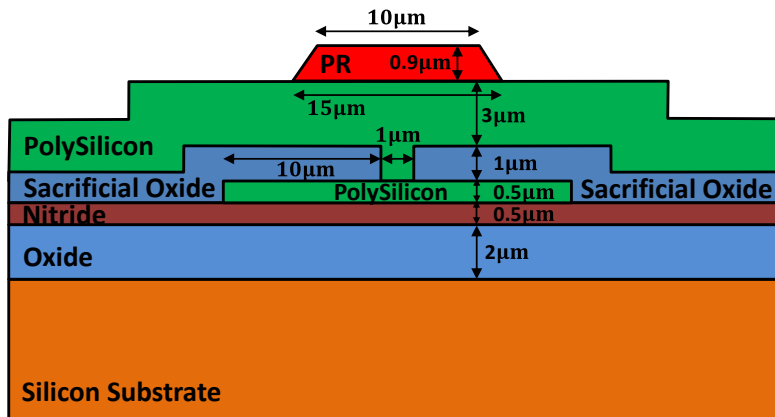 10μm
PR
0.9μm
15μm
3μm
1μm
PolySilicon
10μm
1μm
Sacrificial Oxide
PolySilicon
0.5μm
Sacrificial Oxide
Nitride
0.5μm
Oxide
2μm
Silicon Substrate